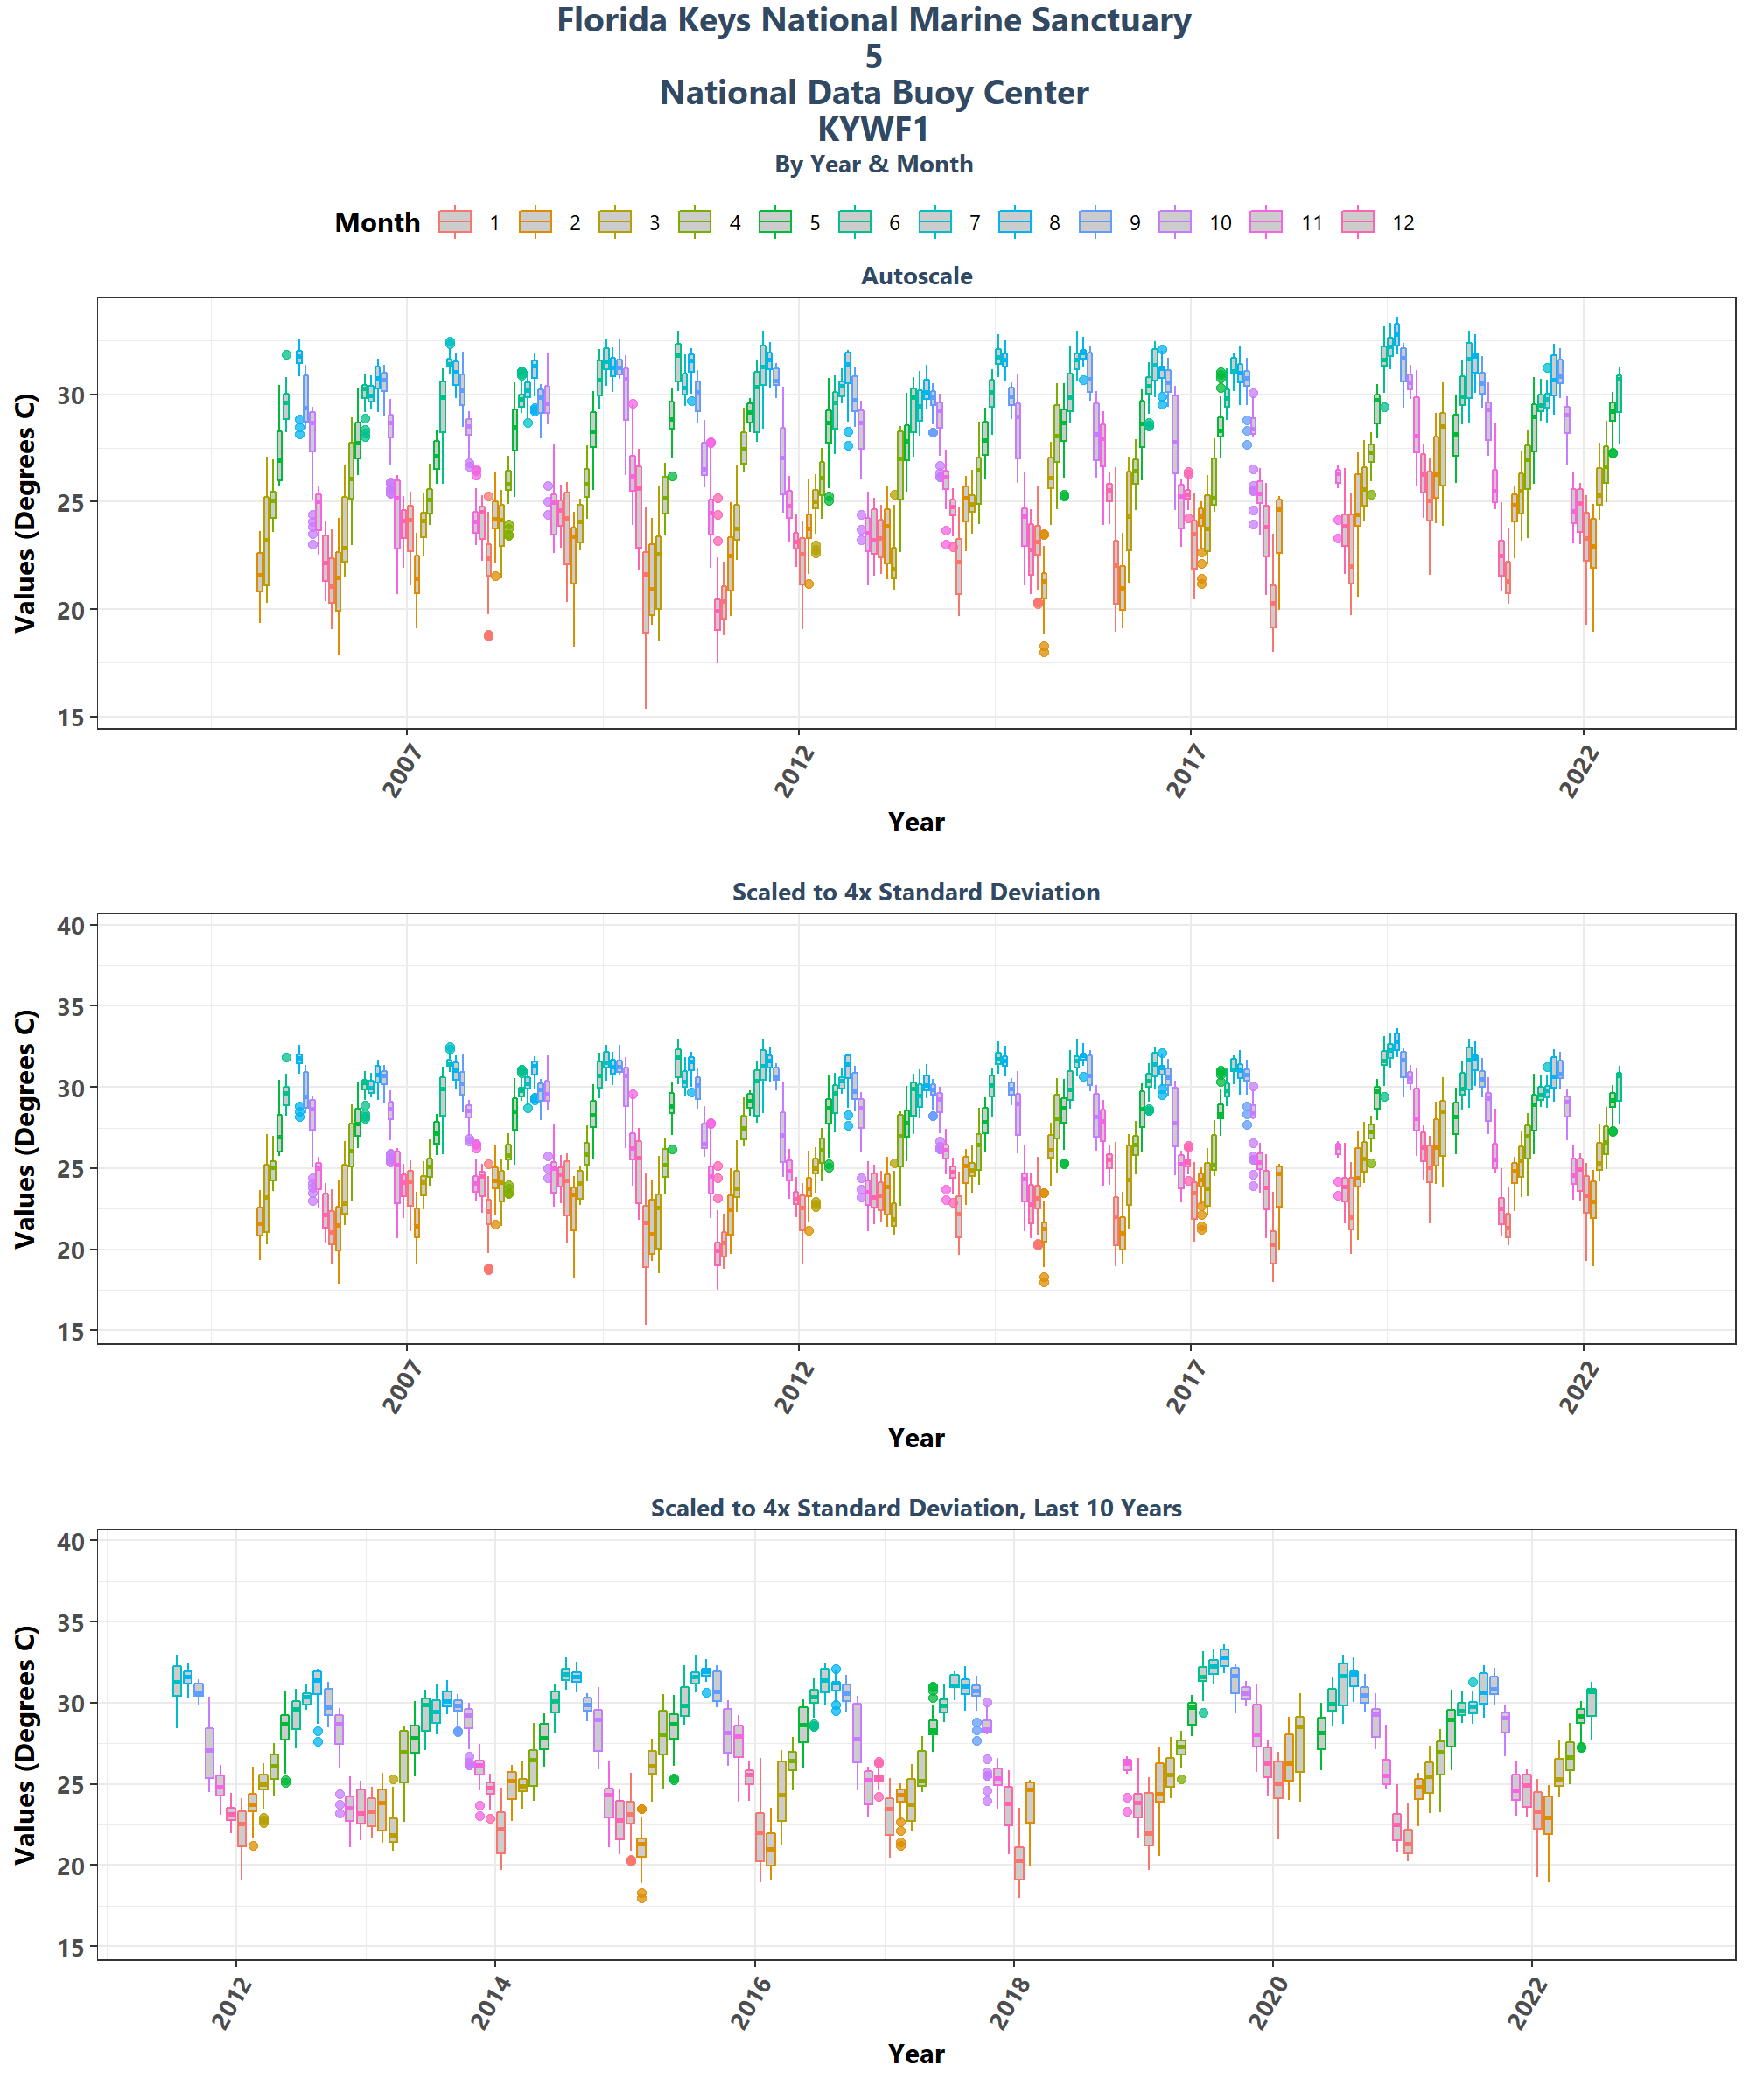 Florida Keys National Marine Sanctuary
5
National Data Buoy Center
KYWF1
By Year & Month
Month 1 2 3 4 5 6 7 8 9 10 11 12
Autoscale
Values (Degrees C)
30
25
20
15
2007 2012 2017 2022
Year
Scaled to 4x Standard Deviation
Values (Degrees C)
40
35
30
25
20
15
2007 2012 2017 2022
Year
Scaled to 4x Standard Deviation, Last 10 Years
Values (Degrees C)
40
35
30
25
20
15
2012 2014 2016 2018 2020 2022
Year